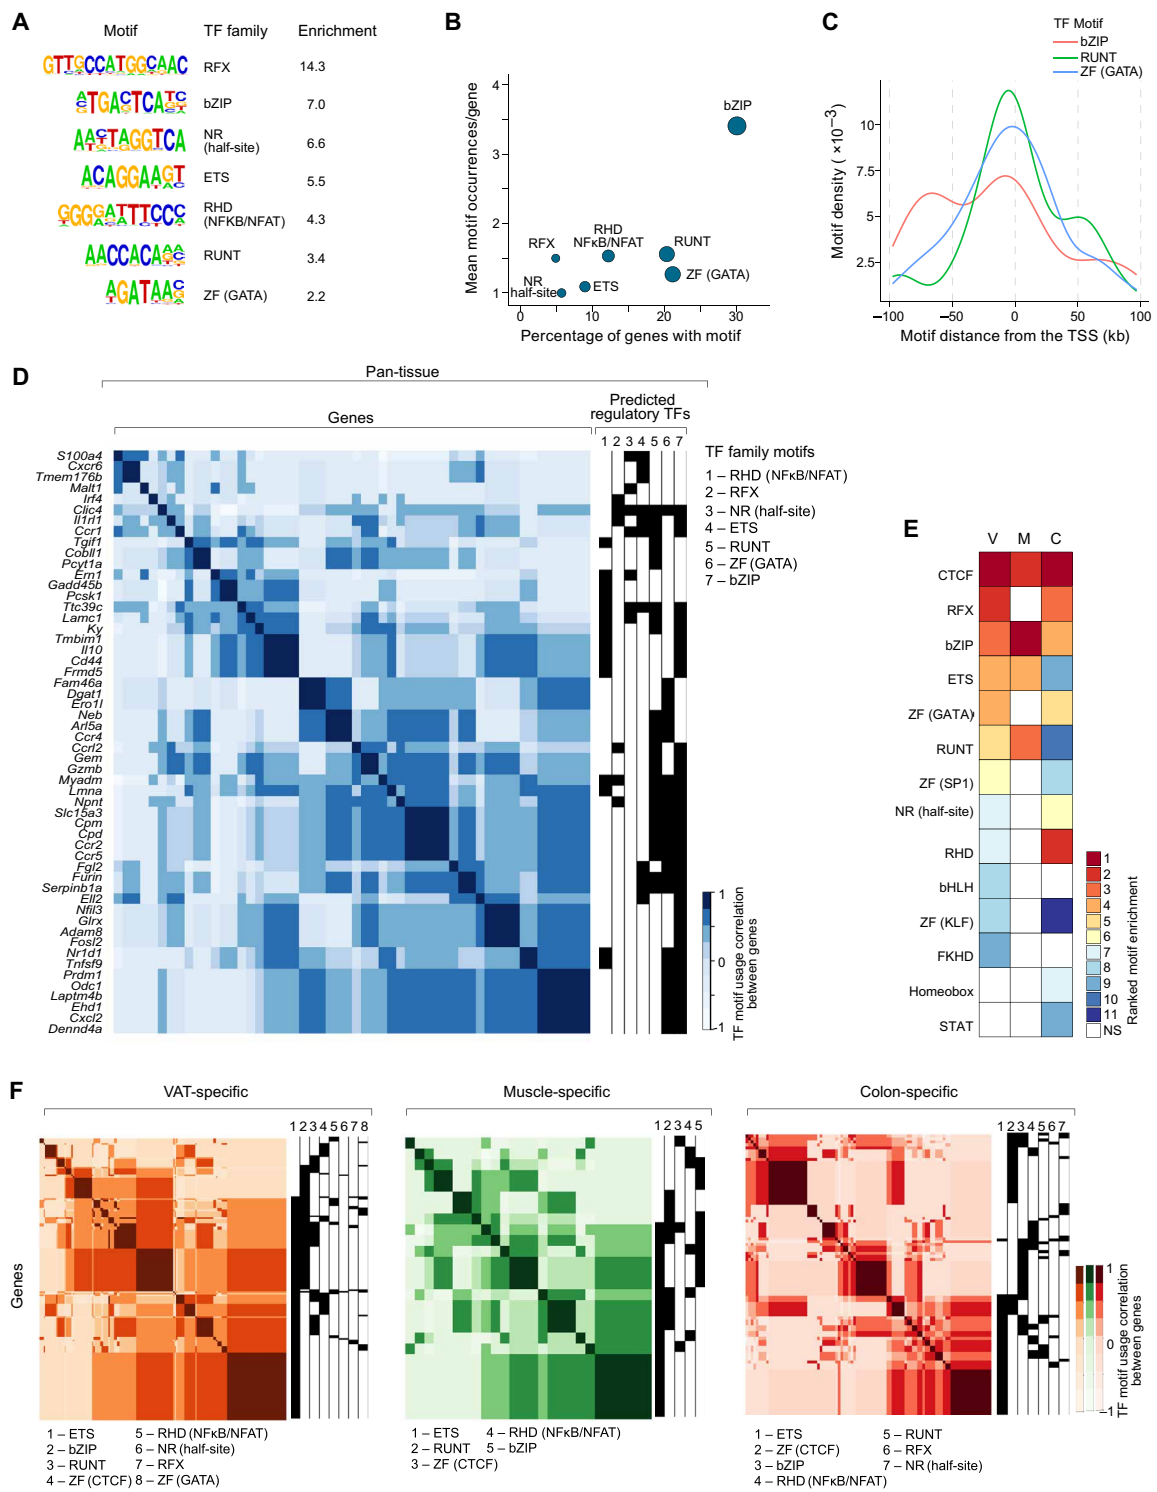 A
Motif TF family Enrichment
GTTGCCATGGCAAC RFX 14.3
ATGACTCATC bZIP 7.0
AACTAGGTCA NR (half-site) 6.6
ACAGGAAGT ETS 5.5
GGGGATTTCCC RHD (NFKB/NFAT) 4.3
AACCACA RUNT 3.4
AGATAA ZF (GATA) 2.2
B
Mean motif occurrences/gene
4
3
2
1
bZIP
RFX
RHD
NFκB/NFAT
RUNT
ZF (GATA)
NR
half-site
ETS
0 10 20 30
Percentage of genes with motif
C
TF Motif
bZIP
RUNT
ZF (GATA)
Motif density ( ×10−3)
10
7.5
5
2.5
−100 −50 0 50 100
Motif distance from the TSS (kb)
D
Pan-tissue
Genes
Predicted
regulatory TFs
1 2 3 4 5 6 7
S100a4
Cxcr6
Tmem176b
Malt1
Irf4
Clic4
Il1rl1
Ccr1
Tgif1
Cobll1
Pcyt1a
Ern1
Gadd45b
Pcsk1
Ttc39c
Lamc1
Ky
Tmbim1
Il10
Cd44
Frmd5
Fam46a
Dgat1
Ero1l
Neb
Arl5a
Ccr4
Ccrl2
Gem
Gzmb
Myadm
Lmna
Npnt
Slc15a3
Cpm
Cpd
Ccr2
Ccr5
Fgl2
Furin
Serpinb1a
Ell2
Nfil3
Glrx
Adam8
Fosl2
Nr1d1
Tnfsf9
Prdm1
Odc1
Laptm4b
Ehd1
Cxcl2
Dennd4a
TF family motifs
1 – RHD (NFκB/NFAT)
2 – RFX
3 – NR (half-site)
4 – ETS
5 – RUNT
6 – ZF (GATA)
7 – bZIP
1
0
−1
TF motif usage correlation
between genes
E
V M C
CTCF
RFX
bZIP
ETS
ZF (GATA)
RUNT
ZF (SP1)
NR (half-site)
RHD
bHLH
ZF (KLF)
FKHD
Homeobox
STAT
1
2
3
4
5
6
7
8
9
10
11
NS
Ranked motif enrichment
F
VAT-specific
1 2 3 4 5 6 7 8
Genes
1 – ETS 5 – RHD (NFκB/NFAT)
2 – bZIP 6 – NR (half-site)
3 – RUNT 7 – RFX
4 – ZF (CTCF) 8 – ZF (GATA)
Muscle-specific
1 2 3 4 5
1 – ETS 4 – RHD (NFκB/NFAT)
2 – RUNT 5 – bZIP
3 – ZF (CTCF)
Colon-specific
1 2 3 4 5 6 7
1 – ETS 5 – RUNT
2 – ZF (CTCF) 6 – RFX
3 – bZIP 7 – NR (half-site)
4 – RHD (NFκB/NFAT)
1
0
−1
TF motif usage correlation
between genes